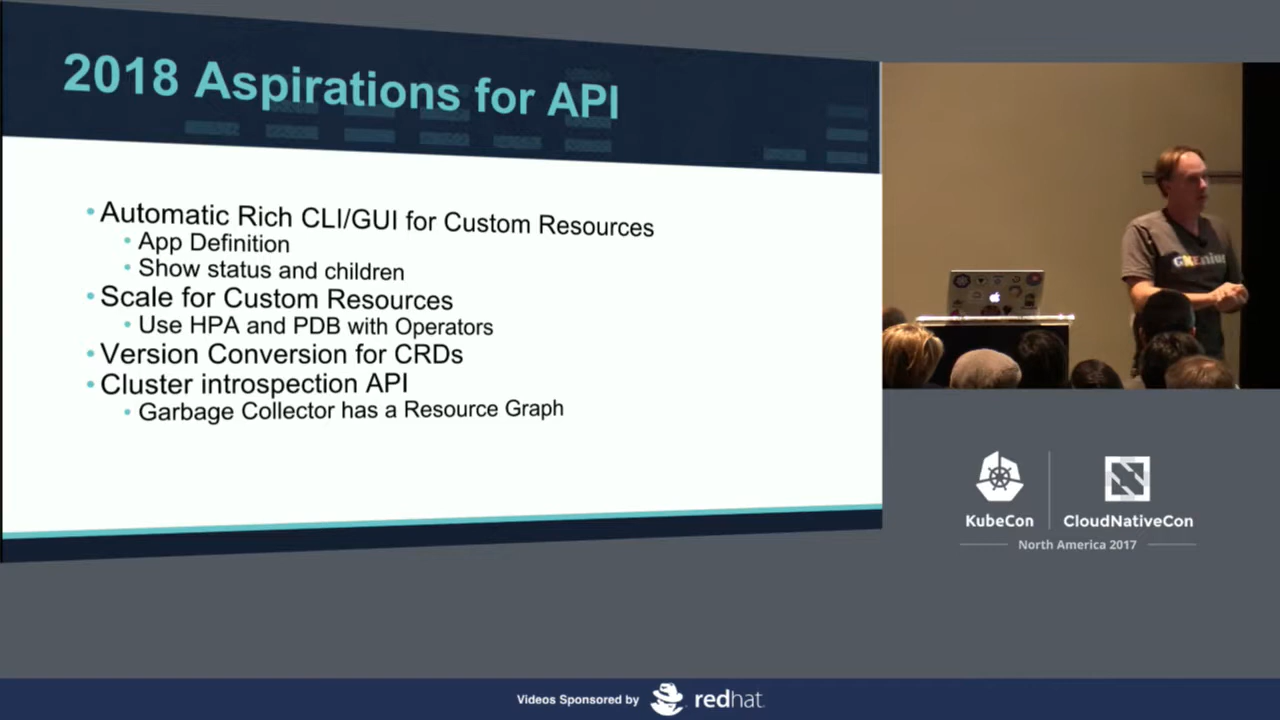 2018 Aspirations for API
• Automatic Rich CLI/GUI for Custom Resources
• App Definition
• Show status and children
• Scale for Custom Resources
• Use HPA and PDB with Operators
• Version Conversion for CRDs
• Cluster introspection API
• Garbage Collector has a Resource Graph
GKEnius
KubeCon
CloudNativeCon
North America 2017
Videos Sponsored by
redhat.